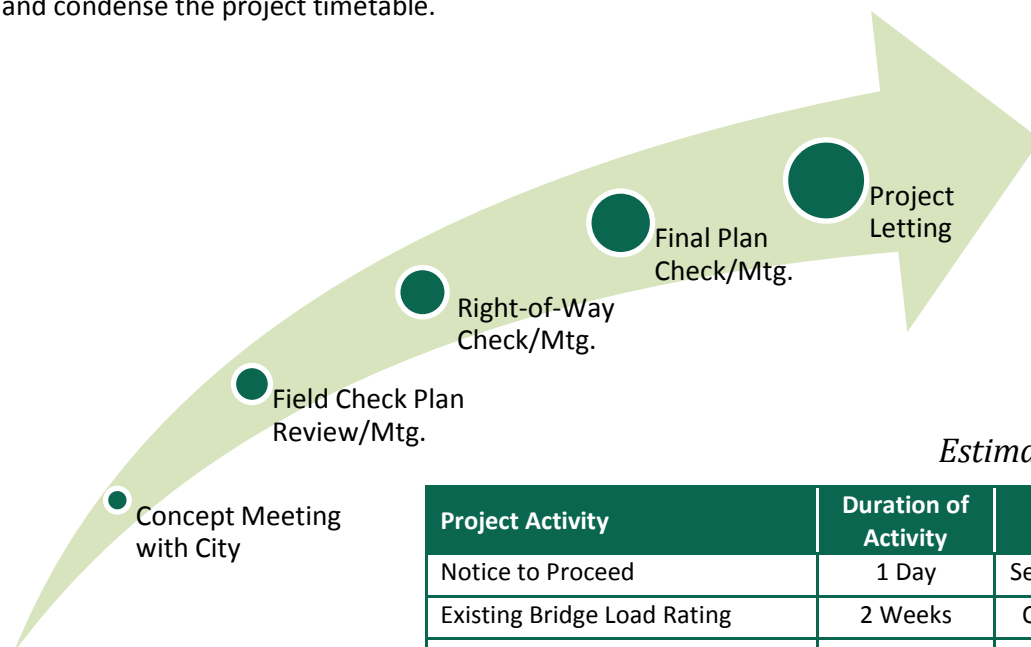 and condense the project timetable.
Project
Letting
Final Plan
Check/Mtg.
Right-of-Way
Check/Mtg.
Field Check Plan
Review/Mtg.
Concept Meeting
with City
Project Activity
Duration of
Activity
Notice to Proceed 1 Day
Existing Bridge Load Rating 2 Weeks